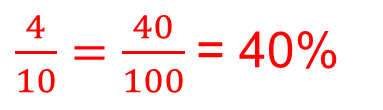 4/10 = 40/100 = 40%